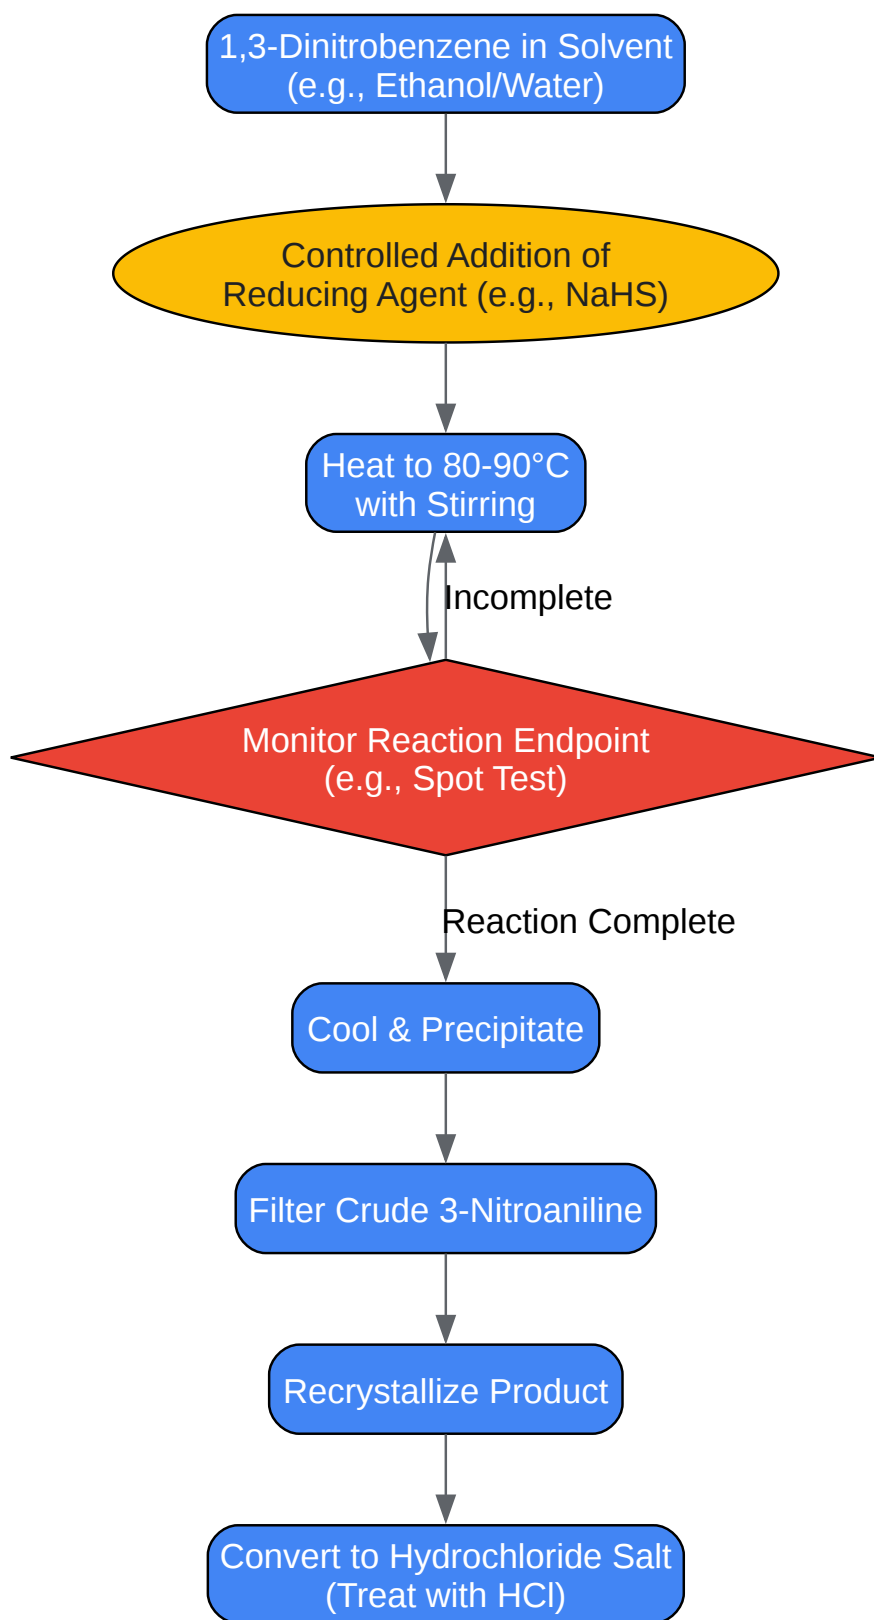 1,3-Dinitrobenzene in Solvent
(e.g., Ethanol/Water)
Controlled Addition of
Reducing Agent (e.g., NaHS)
Heat to 80-90°C
with Stirring
Incomplete
Monitor Reaction Endpoint
(e.g., Spot Test)
Reaction Complete
Cool & Precipitate
Filter Crude 3-Nitroaniline
Recrystallize Product
Convert to Hydrochloride Salt
(Treat with HCl)